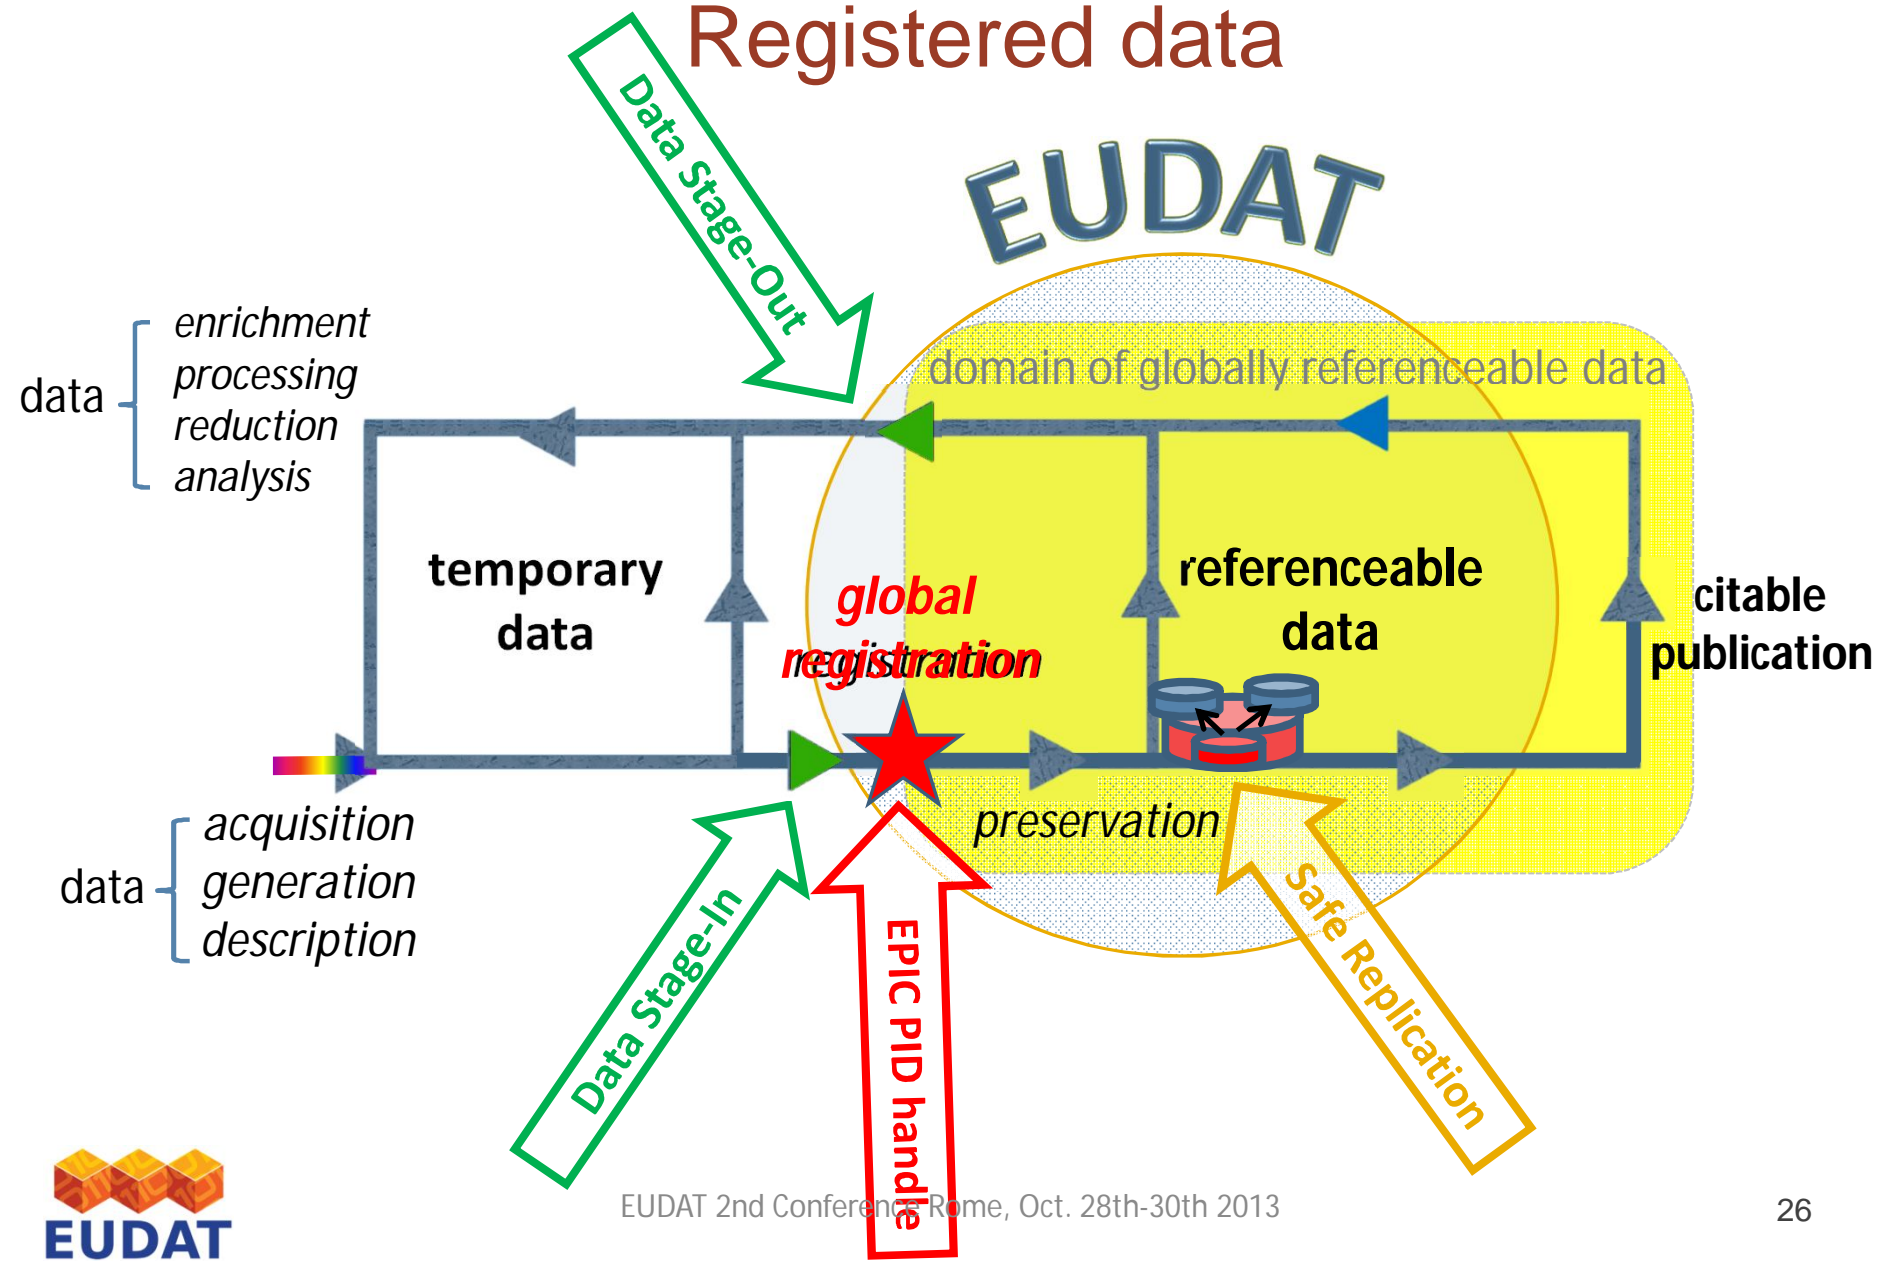 Registered data
Data Stage-Out
EUDAT
enrichment
processing
data
reduction
analysis
domain of globally referenceable data
temporary
data
global
registration
registration
referenceable
data
citable
publication
acquisition
data
generation
description
preservation
Data Stage-In
EPIC PID handle
Safe Replication
EUDAT
EUDAT 2nd Conference Rome, Oct. 28th-30th 2013
26